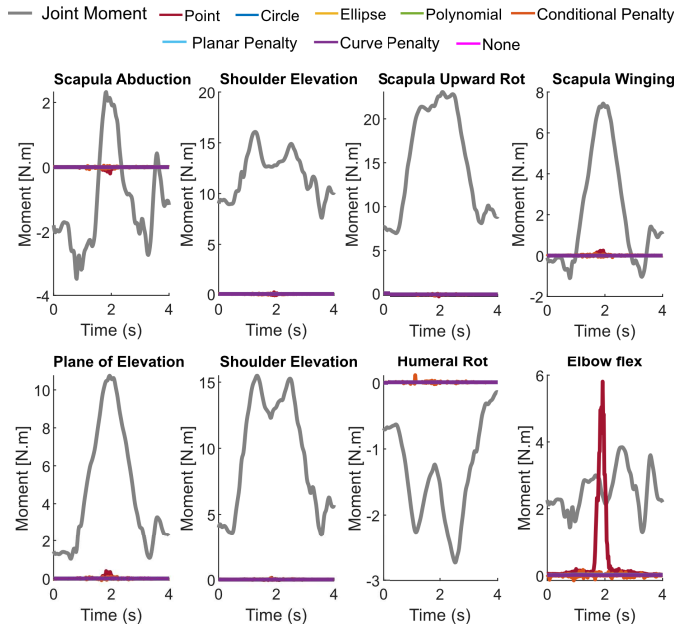 Joint Moment Point Circle Ellipse Polynomial Conditional Penalty
Planar Penalty Curve Penalty None
Scapula Abduction Shoulder Elevation Scapula Upward Rot Scapula Winging
Moment [N.m] 2 0 -2 -4
Moment [N.m] 20 15 10 5 0
Moment [N.m] 20 15 10 5 0
Moment [N.m] 8 6 4 2 0 -2
0 2 4 0 2 4 0 2 4 0 2 4
Time (s) Time (s) Time (s) Time (s)
Plane of Elevation Shoulder Elevation Humeral Rot Elbow flex
Moment [N.m] 10 8 6 4 2 0
Moment [N.m] 15 10 5 0
Moment [N.m] 0 -1 -2 -3
Moment [N.m] 6 4 2 0
0 2 4 0 2 4 0 2 4 0 2 4
Time (s) Time (s) Time (s) Time (s)